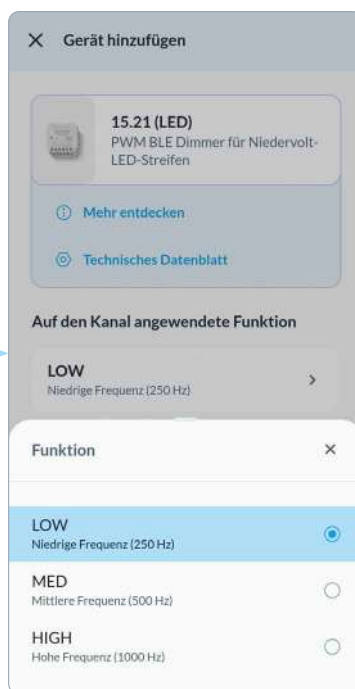 Gerät hinzufügen
15.21 (LED)
PWM BLE Dimmer für Niedervolt-
LED-Streifen
Mehr entdecken
Technisches Datenblatt
Auf den Kanal angewendete Funktion
LOW
Niedrige Frequenz (250 Hz)
Funktion
LOW
Niedrige Frequenz (250 Hz)
MED
Mittlere Frequenz (500 Hz)
HIGH
Hohe Frequenz (1000 Hz)